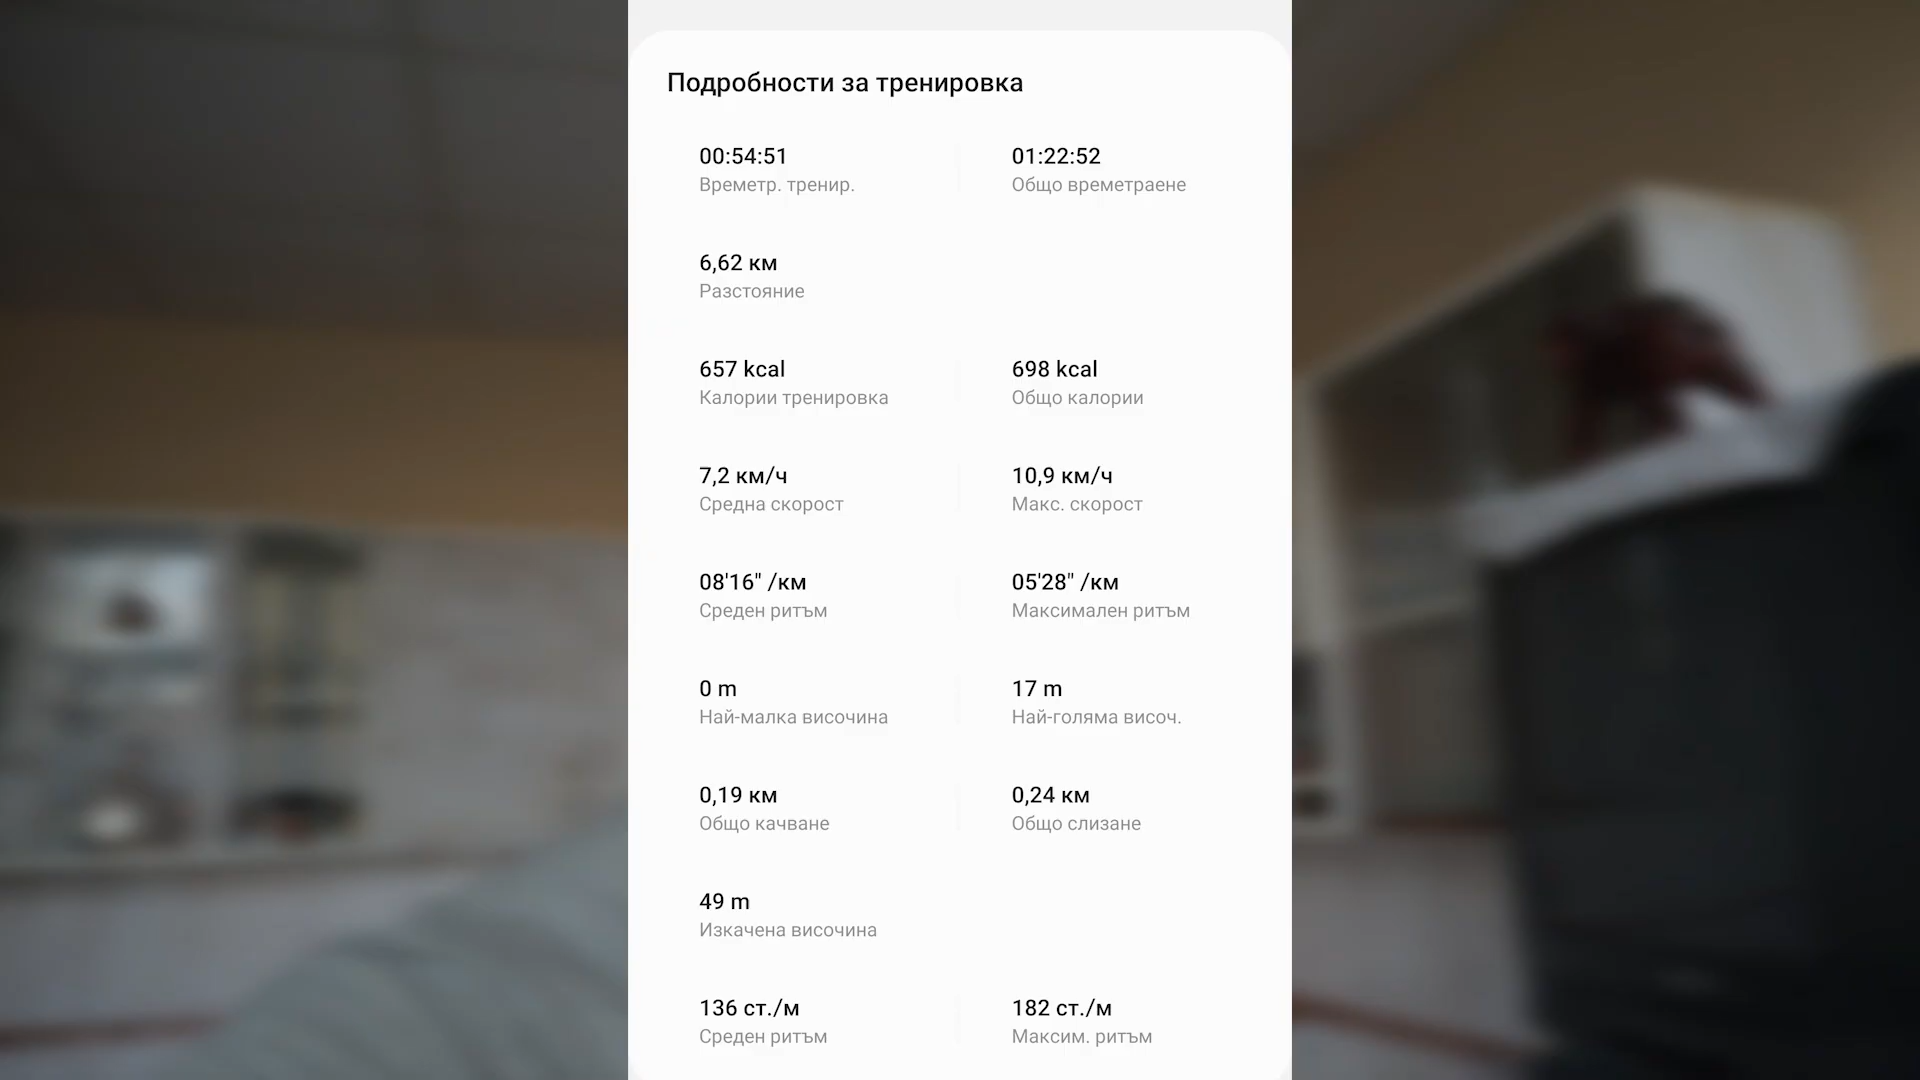 Подробности за тренировка
00:54:51
Времетр. тренир.
01:22:52
Общо времетраене
6,62 км
Разстояние
657 kcal
Калории тренировка
698 kcal
Общо калории
7,2 км/ч
Средна скорост
10,9 км/ч
Макс. скорост
08'16" /км
Среден ритъм
05'28" /км
Максимален ритъм
0 m
Най-малка височина
17 m
Най-голяма височ.
0,19 км
Общо качване
0,24 км
Общо слизане
49 m
Изкачена височина
136 ст./м
Среден ритъм
182 ст./м
Максим. ритъм